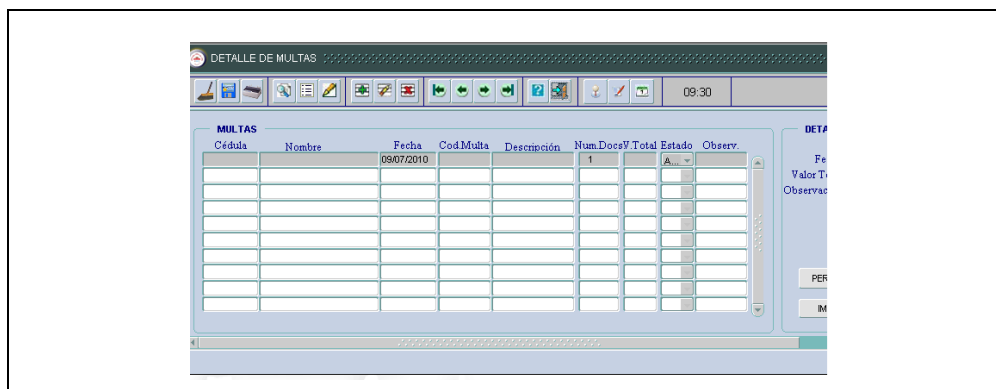 DETALLE DE MULTAS
09:30
MULTAS
Cédula Nombre Fecha Cod.Multa Descripción Num.Docs V.Total Estado Observ.
09/07/2010 1 A...
DETA
Fe
Valor To
Observac
PER
IM